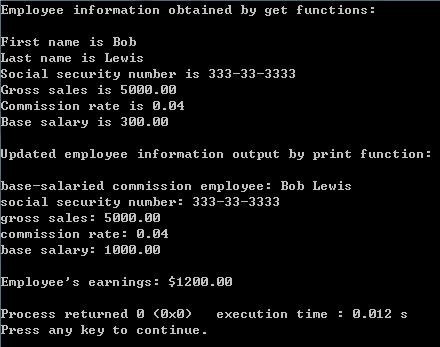 Employee information obtained by get functions:
First name is Bob
Last name is Lewis
Social security number is 333-33-3333
Gross sales is 5000.00
Commission rate is 0.04
Base salary is 300.00
Updated employee information output by print function:
base-salaried commission employee: Bob Lewis
social security number: 333-33-3333
gross sales: 5000.00
commission rate: 0.04
base salary: 1000.00
Employee's earnings: $1200.00
Process returned 0 (0x0)   execution time : 0.012 s
Press any key to continue.